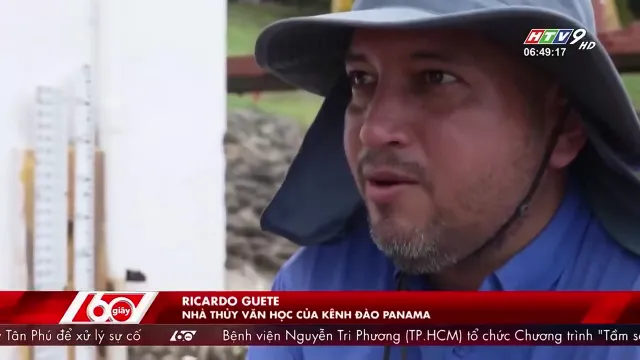 HTV9 HD
06:49:17
60 giây
RICARDO GUETE
NHÀ THỦY VĂN HỌC CỦA KÊNH ĐÀO PANAMA
Tân Phú để xử lý sự cố 60 Bệnh viện Nguyễn Tri Phương (TP.HCM) tổ chức Chương trình "Tầm s